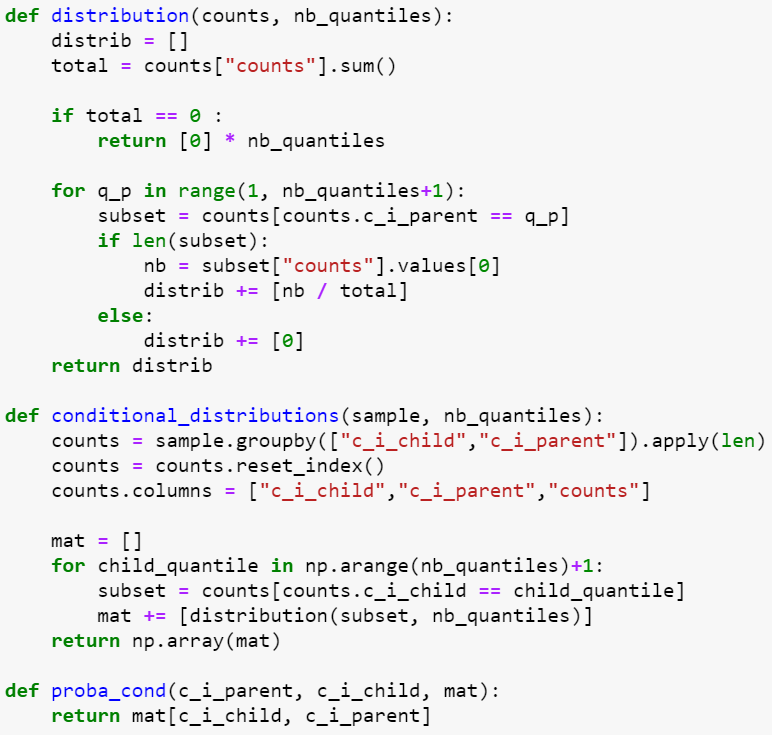 def distribution(counts, nb_quantiles):
    distrib = []
    total = counts["counts"].sum()

    if total == 0 :
        return [0] * nb_quantiles

    for q_p in range(1, nb_quantiles+1):
        subset = counts[counts.c_i_parent == q_p]
        if len(subset):
            nb = subset["counts"].values[0]
            distrib += [nb / total]
        else:
            distrib += [0]
    return distrib

def conditional_distributions(sample, nb_quantiles):
    counts = sample.groupby(["c_i_child","c_i_parent"]).apply(len)
    counts = counts.reset_index()
    counts.columns = ["c_i_child","c_i_parent","counts"]

    mat = []
    for child_quantile in np.arange(nb_quantiles)+1:
        subset = counts[counts.c_i_child == child_quantile]
        mat += [distribution(subset, nb_quantiles)]
    return np.array(mat)

def proba_cond(c_i_parent, c_i_child, mat):
    return mat[c_i_child, c_i_parent]